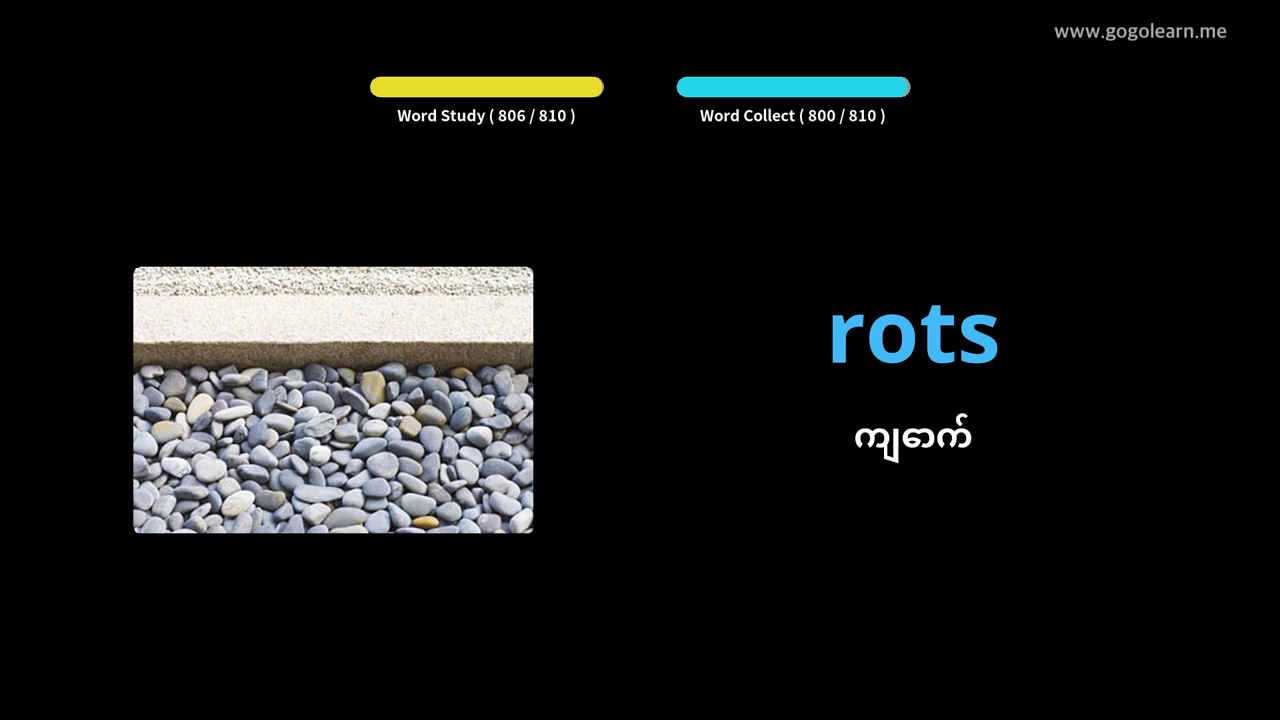 www.gogolearn.me
Word Study ( 806 / 810 )
Word Collect ( 800 / 810 )
rots
ကျောက်